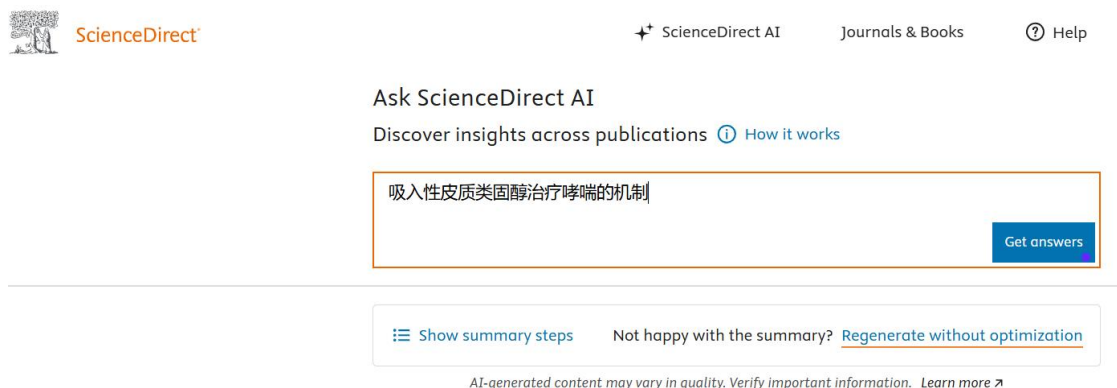 ScienceDirect
ScienceDirect AI
Journals & Books
Help
Ask ScienceDirect AI
Discover insights across publications How it works
吸入性皮质类固醇治疗哮喘的机制
Get answers
Show summary steps Not happy with the summary? Regenerate without optimization
AI-generated content may vary in quality. Verify important information. Learn more ↗